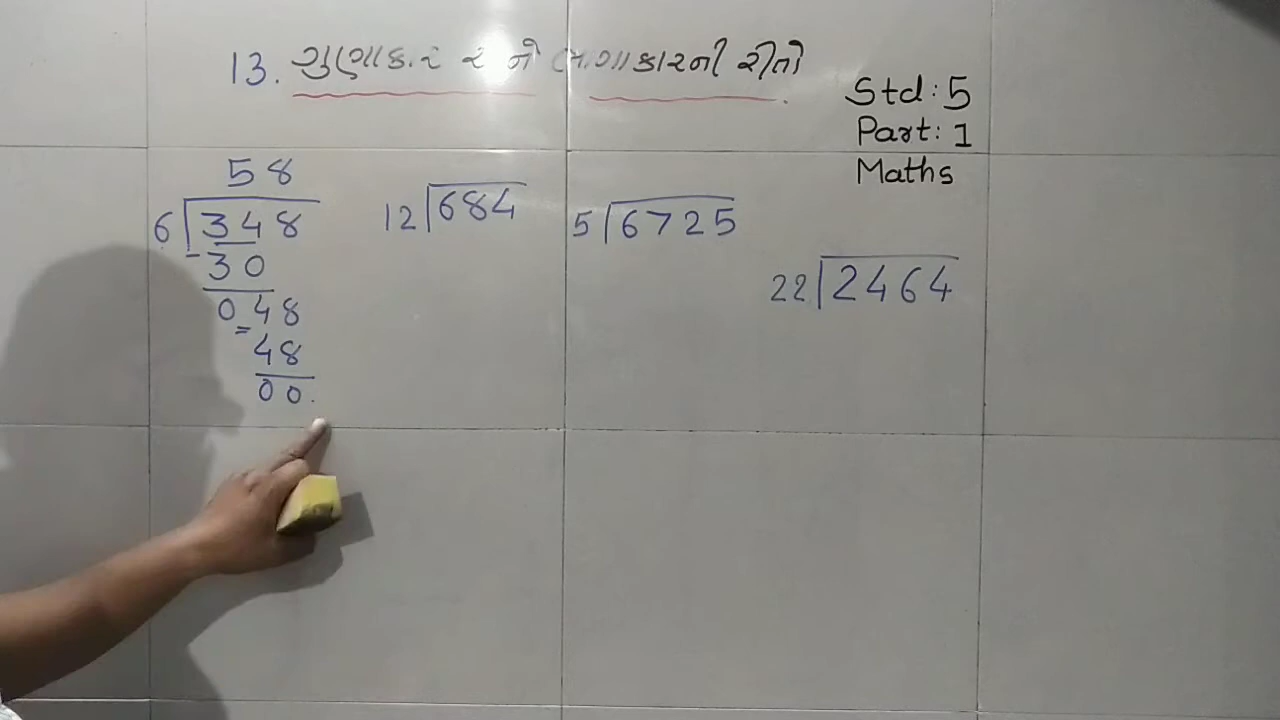 13. ગુણાકાર અને ભાગાકારની રીતો
Std: 5
Part: 1
Maths
58
6 348
- 30
048
= 48
00.
12 684
5 6725
22 2464